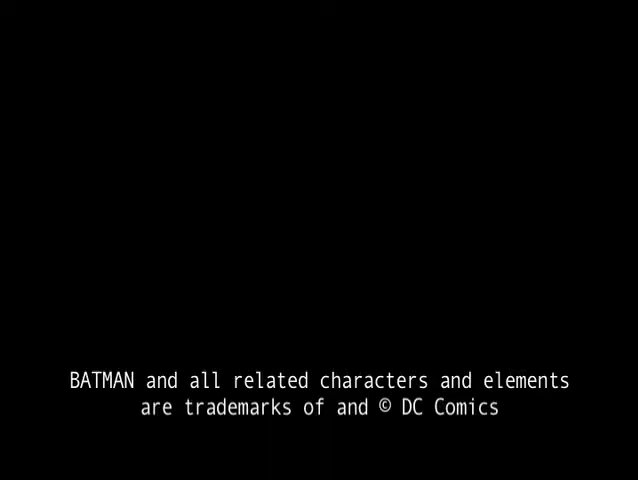 BATMAN and all related characters and elements
are trademarks of and © DC Comics